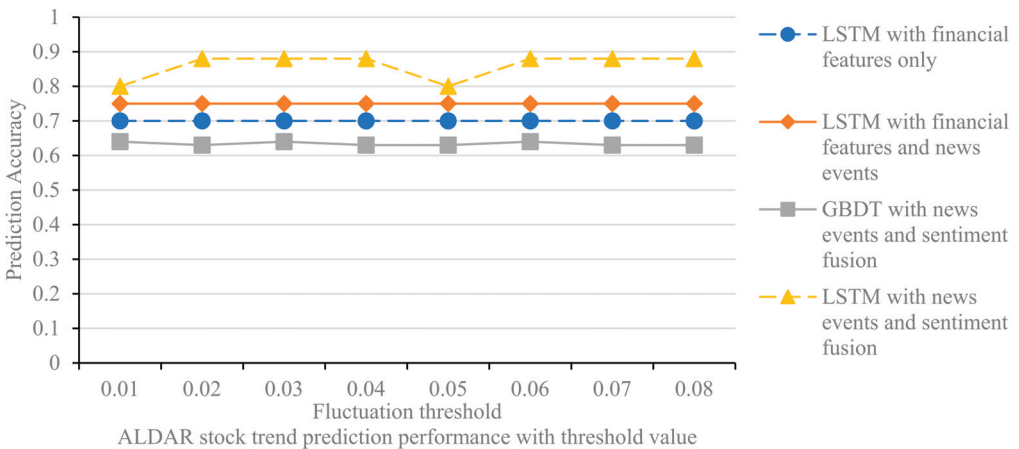 1
0.9
0.8
0.7
0.6
0.5
0.4
0.3
0.2
0.1
0
Prediction Accuracy
0.01 0.02 0.03 0.04 0.05 0.06 0.07 0.08
Fluctuation threshold
ALDAR stock trend prediction performance with threshold value
LSTM with financial
features only
LSTM with financial
features and news
events
GBDT with news
events and sentiment
fusion
LSTM with news
events and sentiment
fusion